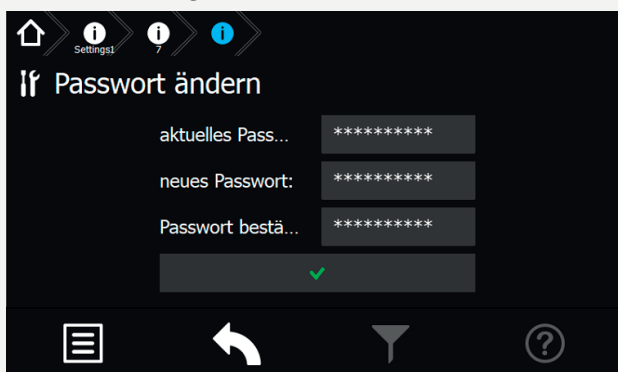 Settings1
7
Passwort ändern
aktuelles Pass... **********
neues Passwort: **********
Passwort bestä... **********